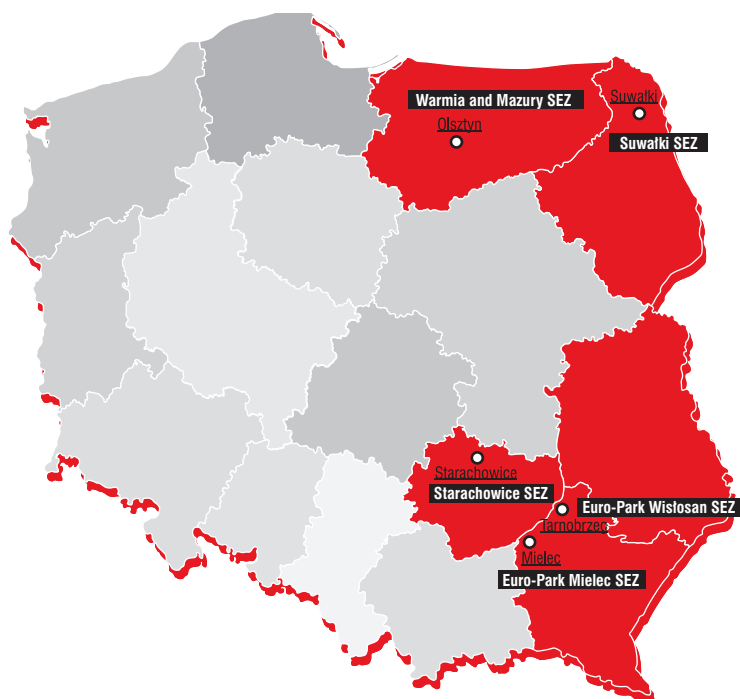 Suwałki
Warmia and Mazury SEZ
Olsztyn
Suwałki SEZ
Starachowice
Starachowice SEZ
Euro-Park Wisłosan SEZ
Tarnobrzeg
Mielec
Euro-Park Mielec SEZ